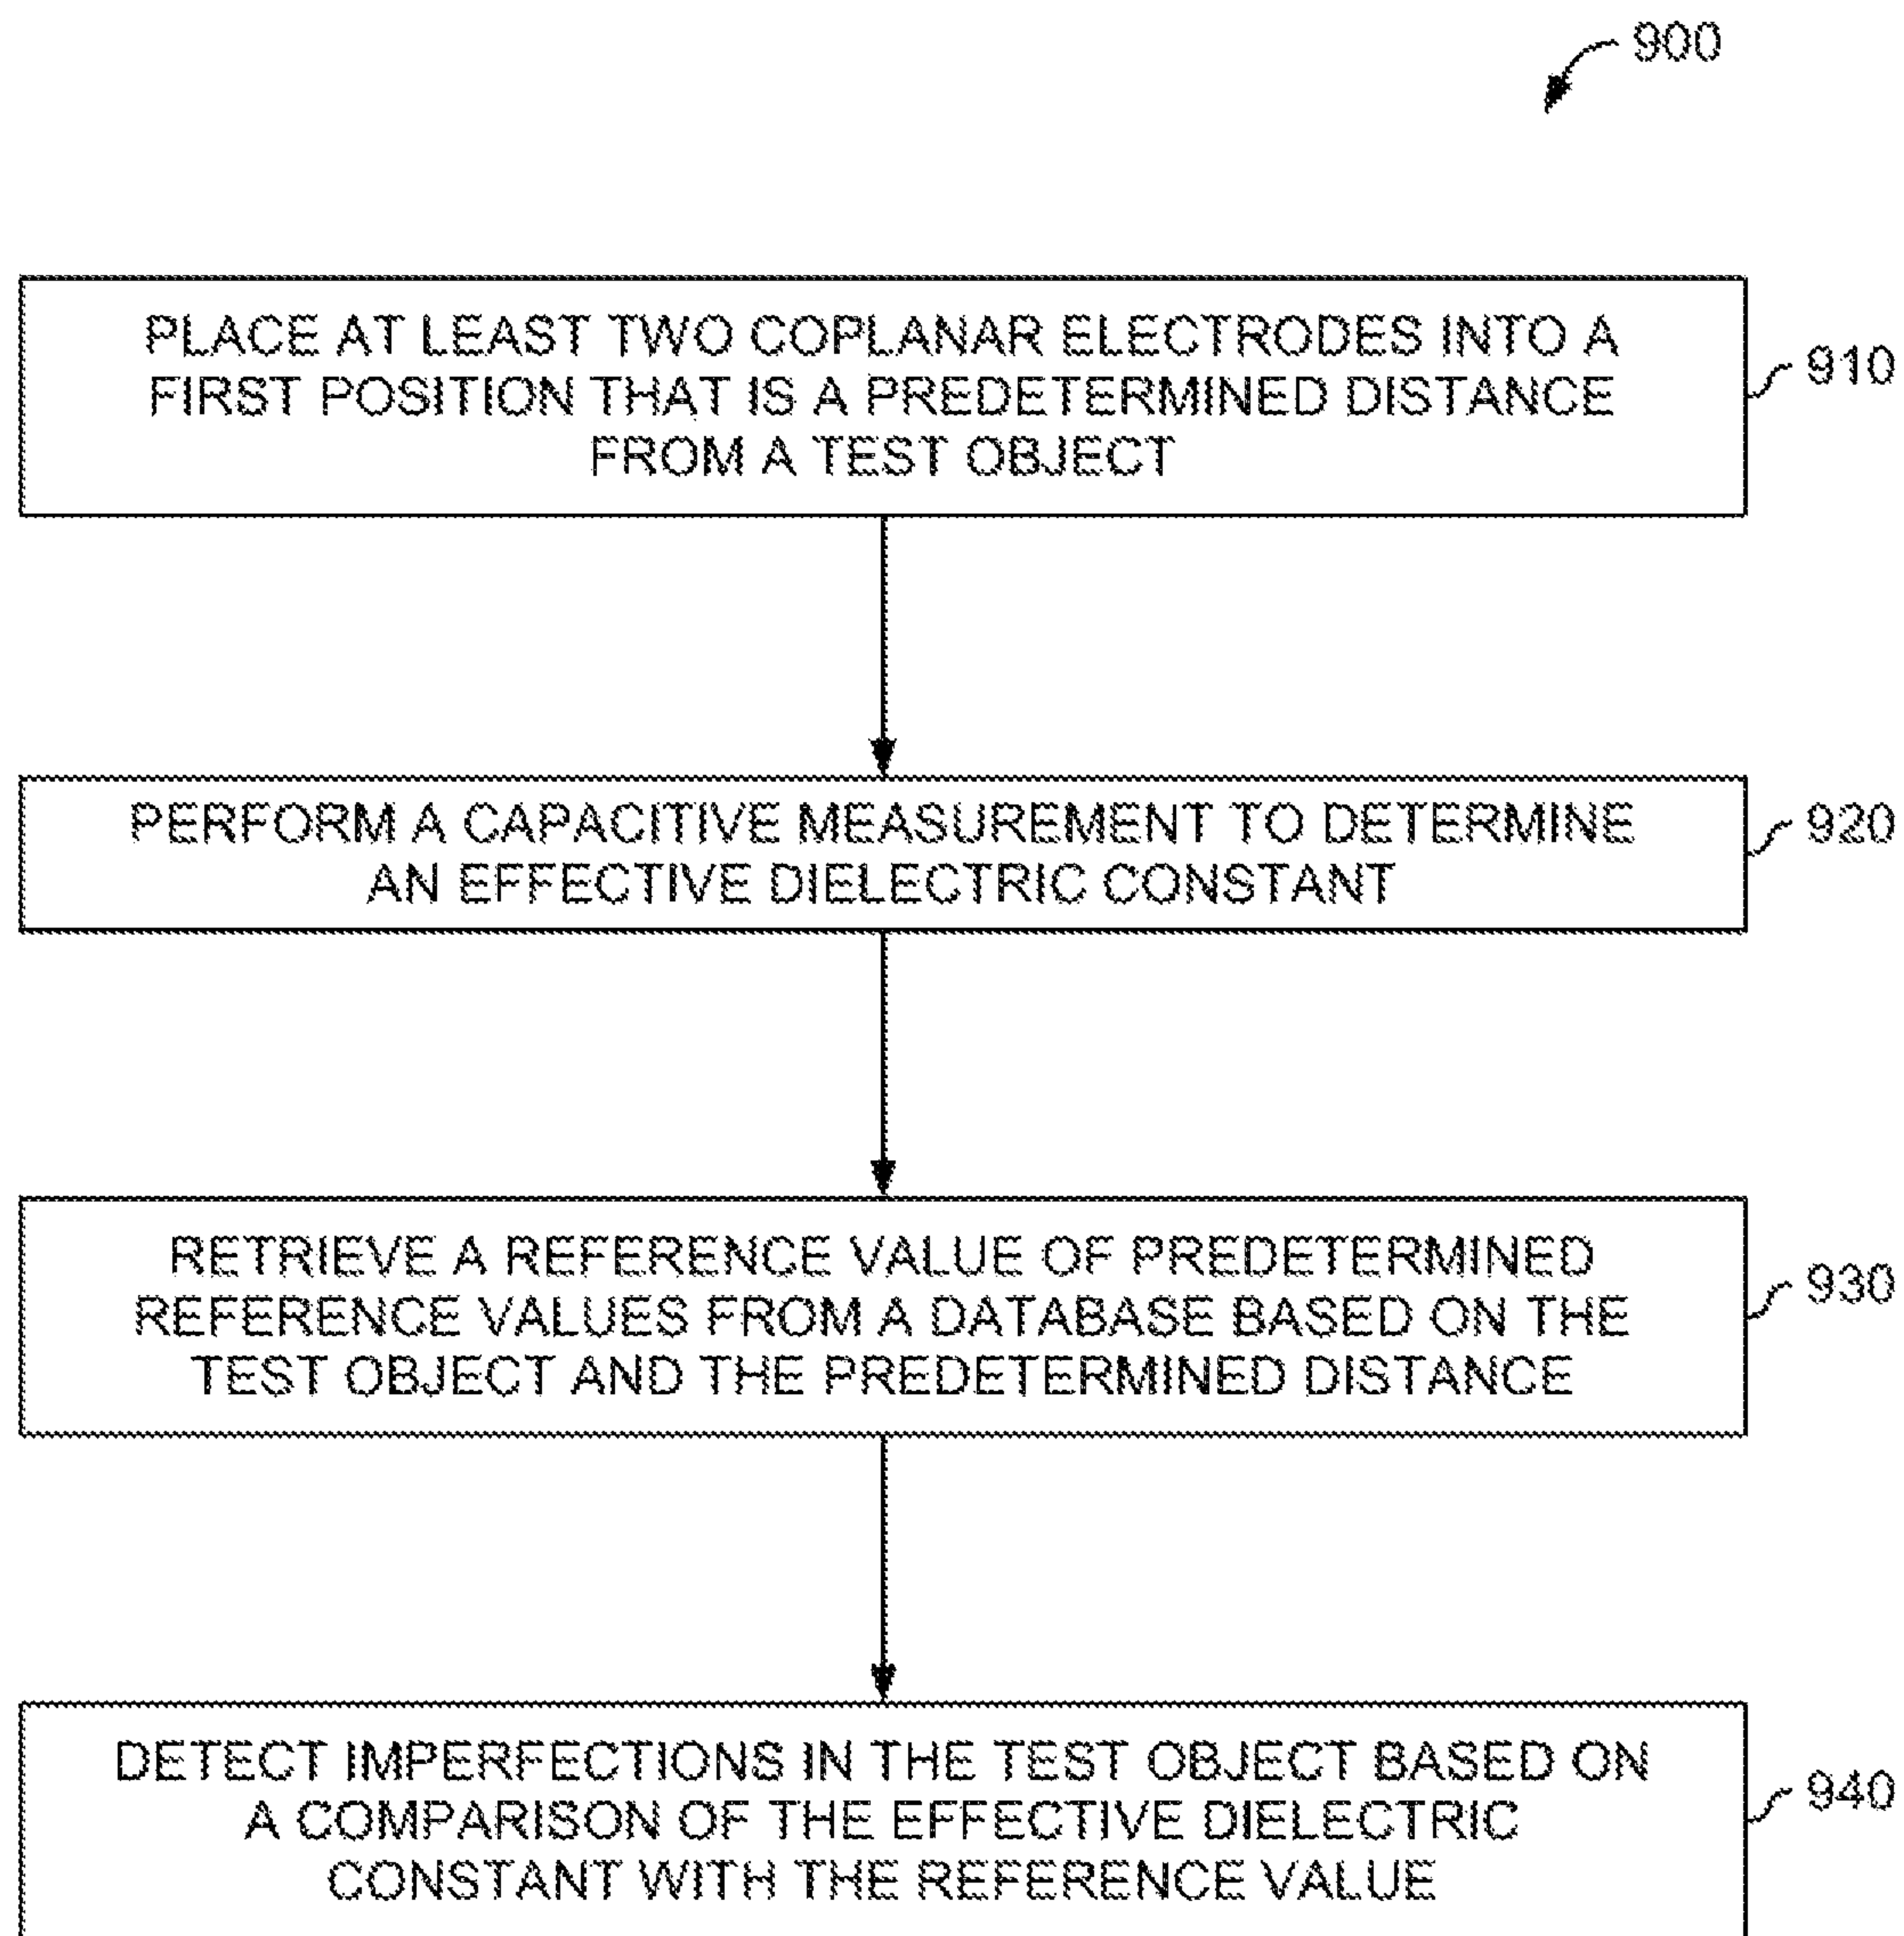 900
PLACE AT LEAST TWO COPLANAR ELECTRODES INTO A
FIRST POSITION THAT IS A PREDETERMINED DISTANCE
FROM A TEST OBJECT
910
PERFORM A CAPACITIVE MEASUREMENT TO DETERMINE
AN EFFECTIVE DIELECTRIC CONSTANT
920
RETRIEVE A REFERENCE VALUE OF PREDETERMINED
REFERENCE VALUES FROM A DATABASE BASED ON THE
TEST OBJECT AND THE PREDETERMINED DISTANCE
930
DETECT IMPERFECTIONS IN THE TEST OBJECT BASED ON
A COMPARISON OF THE EFFECTIVE DIELECTRIC
CONSTANT WITH THE REFERENCE VALUE
940